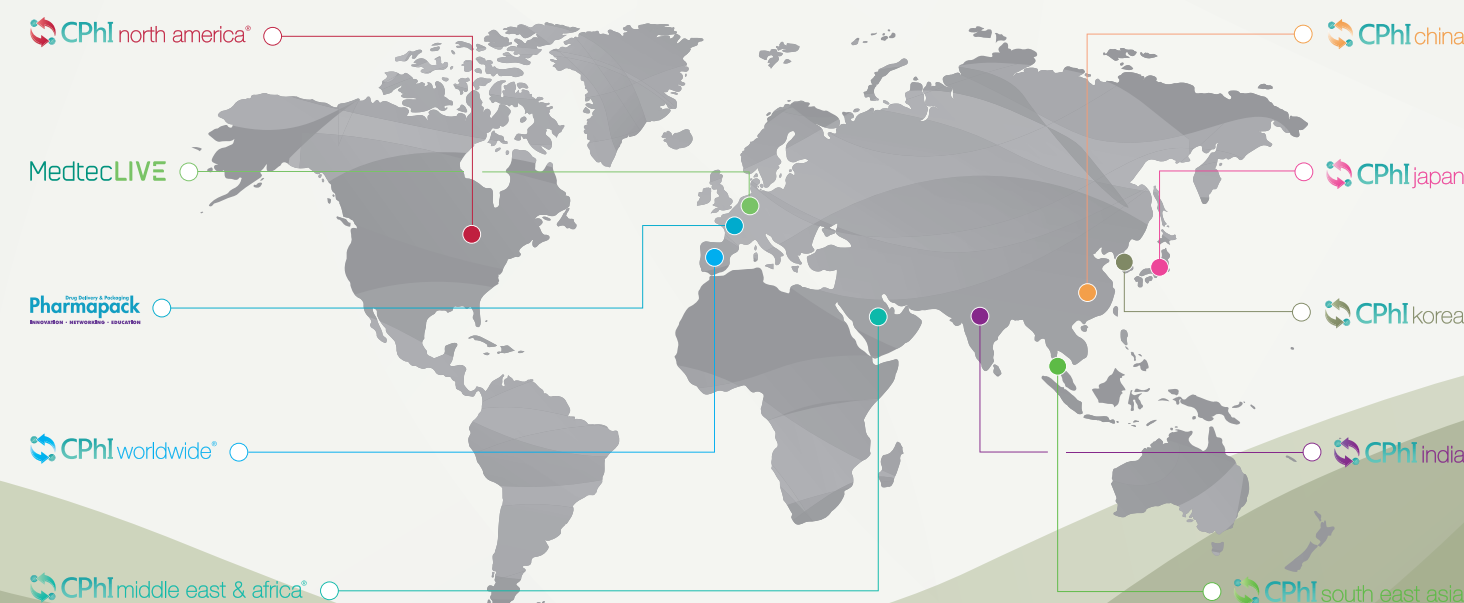 CPhI north america®
MedtecLIVE
Drug Delivery & Packaging
Pharmapack
INNOVATION • NETWORKING • EDUCATION
CPhI worldwide®
CPhI middle east & africa®
CPhI china
CPhI japan
CPhI korea
CPhI india
CPhI south east asia